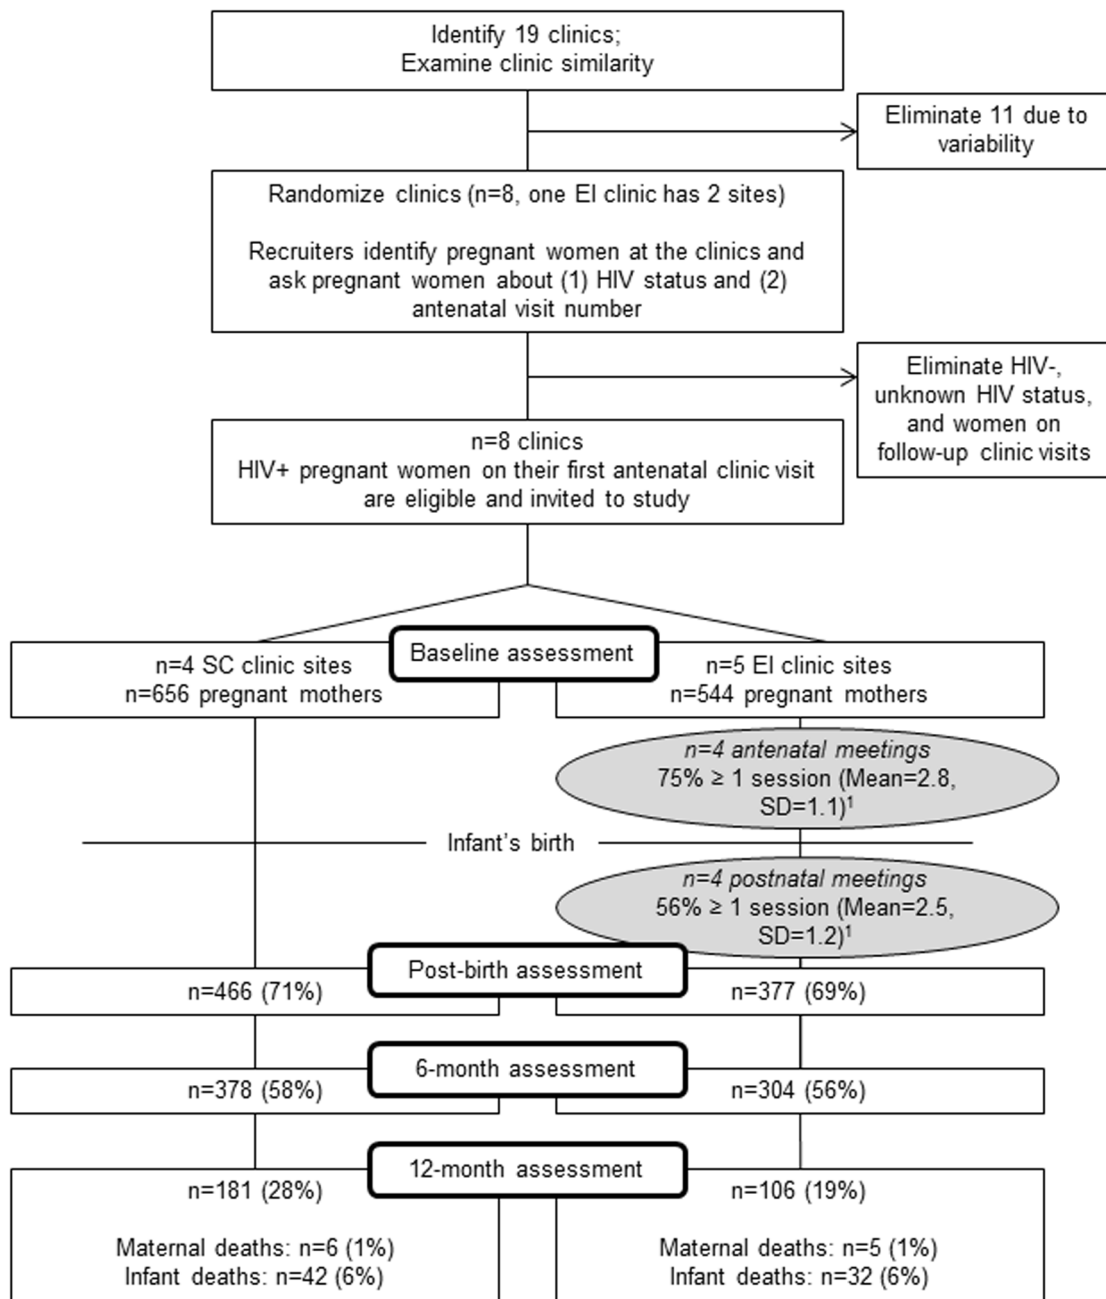 Identify 19 clinics;
Examine clinic similarity
Eliminate 11 due to
variability
Randomize clinics (n=8, one EI clinic has 2 sites)
Recruiters identify pregnant women at the clinics and
ask pregnant women about (1) HIV status and (2)
antenatal visit number
Eliminate HIV-,
unknown HIV status,
and women on
follow-up clinic visits
n=8 clinics
HIV+ pregnant women on their first antenatal clinic visit
are eligible and invited to study
Baseline assessment
n=4 SC clinic sites
n=656 pregnant mothers
n=5 EI clinic sites
n=544 pregnant mothers
n=4 antenatal meetings
75% ≥ 1 session (Mean=2.8,
SD=1.1)¹
Infant's birth
n=4 postnatal meetings
56% ≥ 1 session (Mean=2.5,
SD=1.2)¹
Post-birth assessment
n=466 (71%)
n=377 (69%)
6-month assessment
n=378 (58%)
n=304 (56%)
12-month assessment
n=181 (28%)
Maternal deaths: n=6 (1%)
Infant deaths: n=42 (6%)
n=106 (19%)
Maternal deaths: n=5 (1%)
Infant deaths: n=32 (6%)